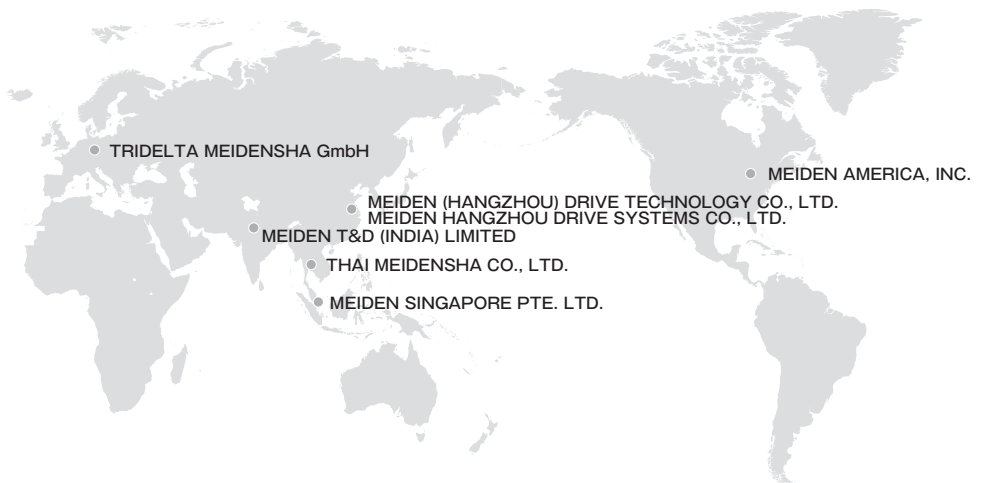 TRIDELTA MEIDENSHA GmbH
MEIDEN AMERICA, INC.
MEIDEN (HANGZHOU) DRIVE TECHNOLOGY CO., LTD.
MEIDEN HANGZHOU DRIVE SYSTEMS CO., LTD.
MEIDEN T&D (INDIA) LIMITED
THAI MEIDENSHA CO., LTD.
MEIDEN SINGAPORE PTE. LTD.